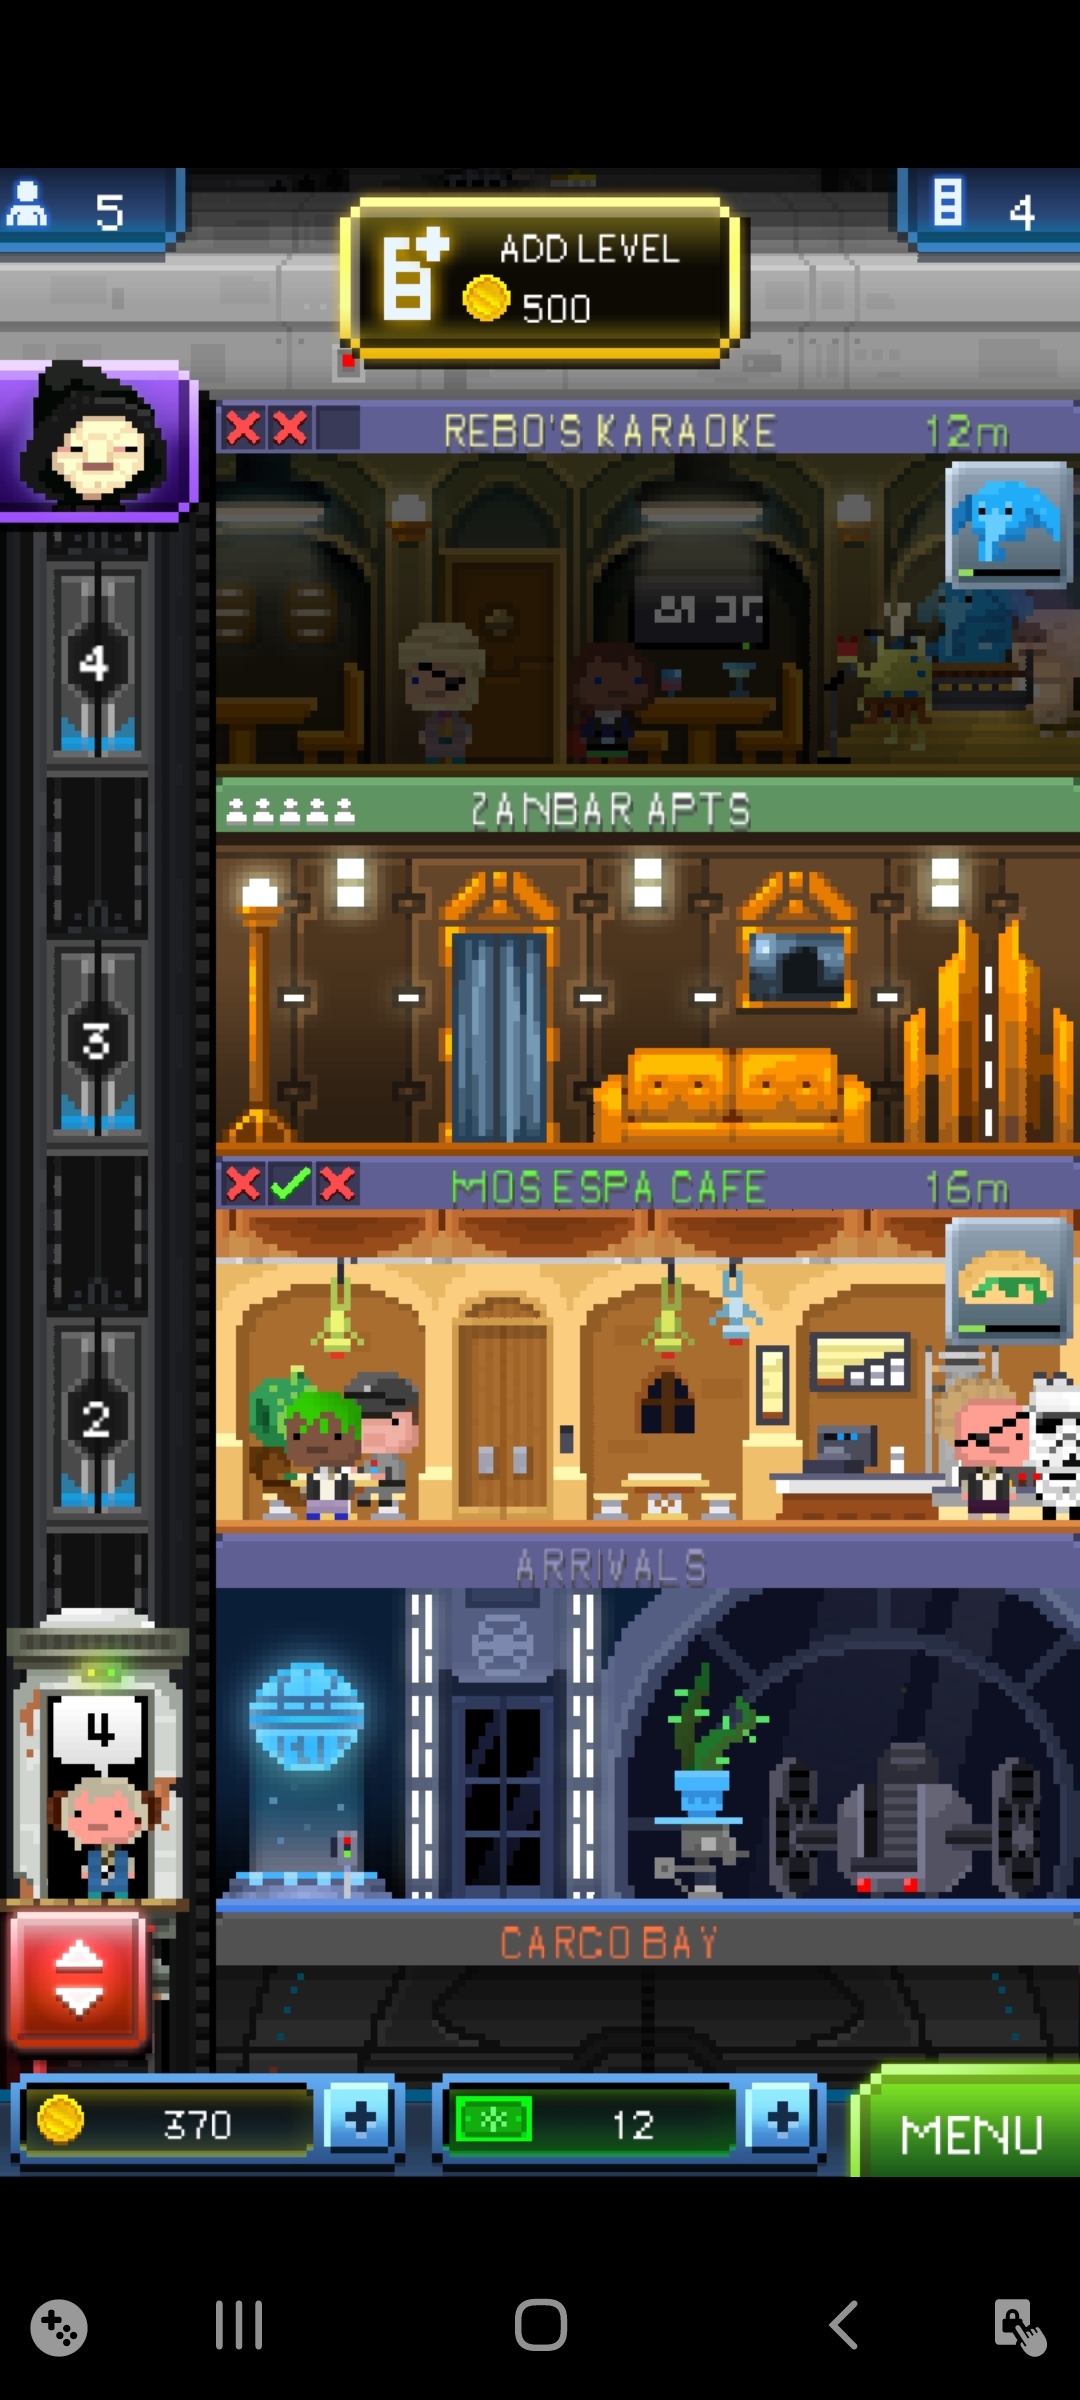 5
ADD LEVEL
500
4
REBO'S KARAOKE
12m
4
ZANBAR APTS
3
MOS ESPA CAFE
16m
2
ARRIVALS
4
CARGO BAY
370
12
MENU